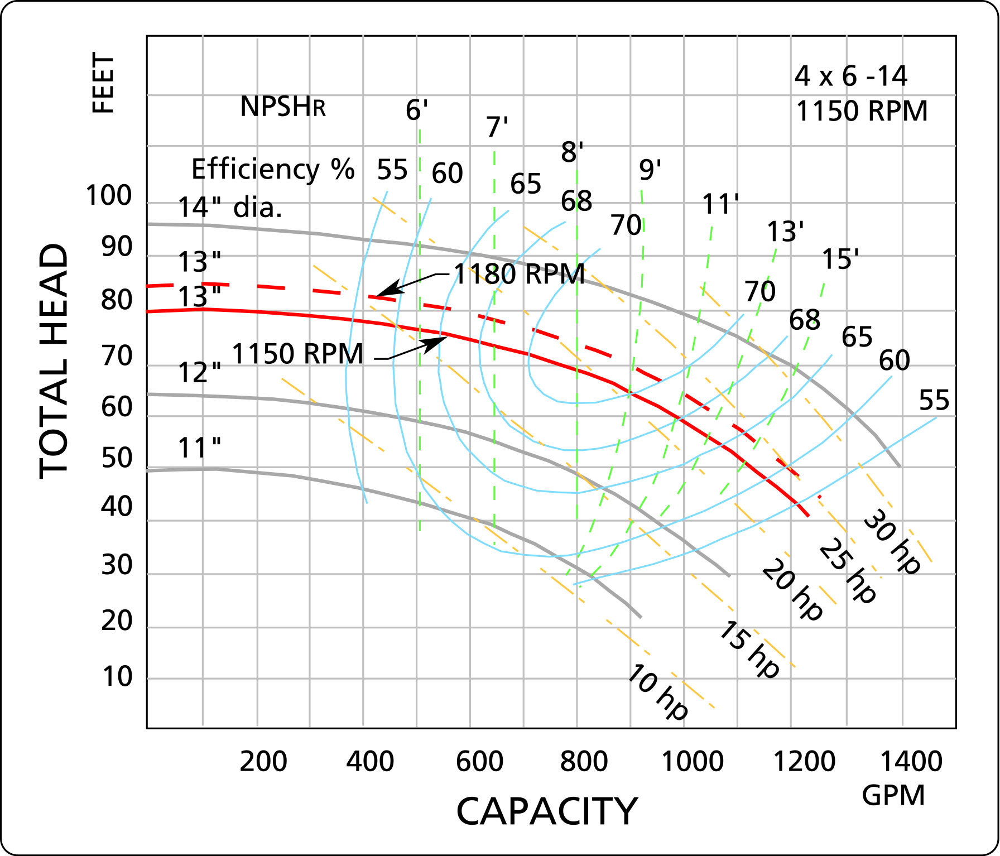 FEET
TOTAL HEAD
4 x 6 -14
1150 RPM
NPSHR
6'
7'
8'
9'
11'
13'
15'
Efficiency %
55
60
65
68
70
70
68
65
60
55
100
90
80
70
60
50
40
30
20
10
14" dia.
13"
13"
12"
11"
1180 RPM
1150 RPM
30 hp
25 hp
20 hp
15 hp
10 hp
200
400
600
800
1000
1200
1400
GPM
CAPACITY